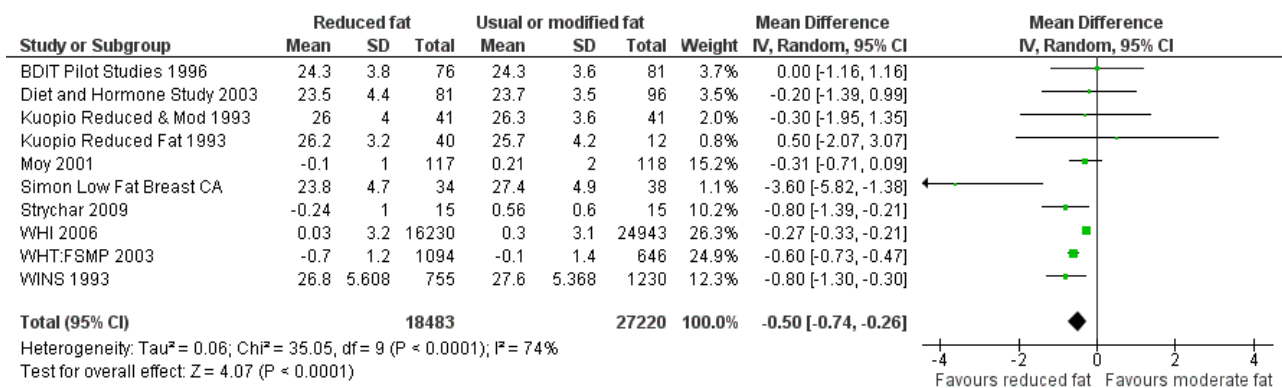 Reduced fat Usual or modified fat Mean Difference Mean Difference
Study or Subgroup Mean SD Total Mean SD Total Weight IV, Random, 95% CI IV, Random, 95% CI
BDIT Pilot Studies 1996 24.3 3.8 76 24.3 3.6 81 3.7% 0.00 [-1.16, 1.16]
Diet and Hormone Study 2003 23.5 4.4 81 23.7 3.5 96 3.5% -0.20 [-1.39, 0.99]
Kuopio Reduced & Mod 1993 26 4 41 26.3 3.6 41 2.0% -0.30 [-1.95, 1.35]
Kuopio Reduced Fat 1993 26.2 3.2 40 25.7 4.2 12 0.8% 0.50 [-2.07, 3.07]
Moy 2001 -0.1 1 117 0.21 2 118 15.2% -0.31 [-0.71, 0.09]
Simon Low Fat Breast CA 23.8 4.7 34 27.4 4.9 38 1.1% -3.60 [-5.82, -1.38]
Strychar 2009 -0.24 1 15 0.56 0.6 15 10.2% -0.80 [-1.39, -0.21]
WHI 2006 0.03 3.2 16230 0.3 3.1 24943 26.3% -0.27 [-0.33, -0.21]
WHT:FSMP 2003 -0.7 1.2 1094 -0.1 1.4 646 24.9% -0.60 [-0.73, -0.47]
WINS 1993 26.8 5.608 755 27.6 5.368 1230 12.3% -0.80 [-1.30, -0.30]
Total (95% CI) 18483 27220 100.0% -0.50 [-0.74, -0.26]
Heterogeneity: Tau² = 0.06; Chi² = 35.05, df = 9 (P < 0.0001); I² = 74%
Test for overall effect: Z = 4.07 (P < 0.0001)
-4 -2 0 2 4
Favours reduced fat Favours moderate fat